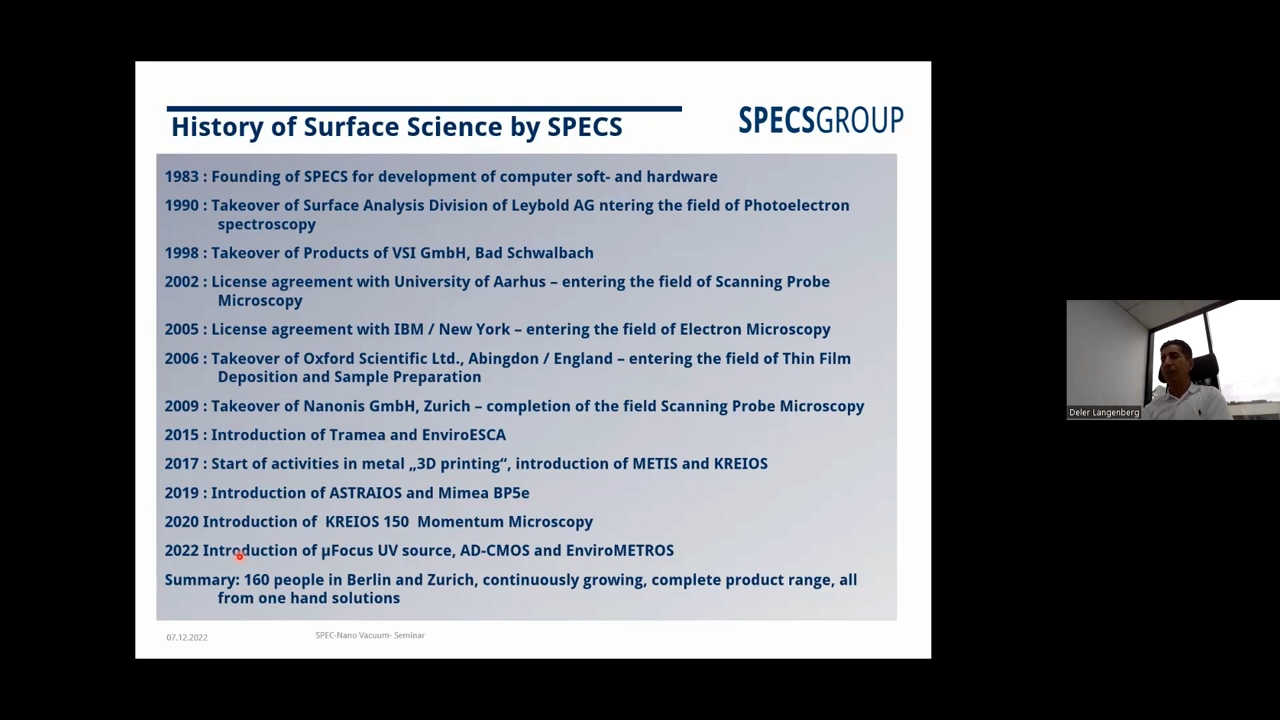 History of Surface Science by SPECS
SPECSGROUP
1983 : Founding of SPECS for development of computer soft- and hardware
1990 : Takeover of Surface Analysis Division of Leybold AG ntering the field of Photoelectron
spectroscopy
1998 : Takeover of Products of VSI GmbH, Bad Schwalbach
2002 : License agreement with University of Aarhus – entering the field of Scanning Probe
Microscopy
2005 : License agreement with IBM / New York – entering the field of Electron Microscopy
2006 : Takeover of Oxford Scientific Ltd., Abingdon / England – entering the field of Thin Film
Deposition and Sample Preparation
2009 : Takeover of Nanonis GmbH, Zurich – completion of the field Scanning Probe Microscopy
2015 : Introduction of Tramea and EnviroESCA
2017 : Start of activities in metal „3D printing“, introduction of METIS and KREIOS
2019 : Introduction of ASTRAIOS and Mimea BP5e
2020 Introduction of KREIOS 150 Momentum Microscopy
2022 Introduction of µFocus UV source, AD-CMOS and EnviroMETROS
Summary: 160 people in Berlin and Zurich, continuously growing, complete product range, all
from one hand solutions
07.12.2022
SPEC-Nano Vacuum- Seminar
Deler Langenberg